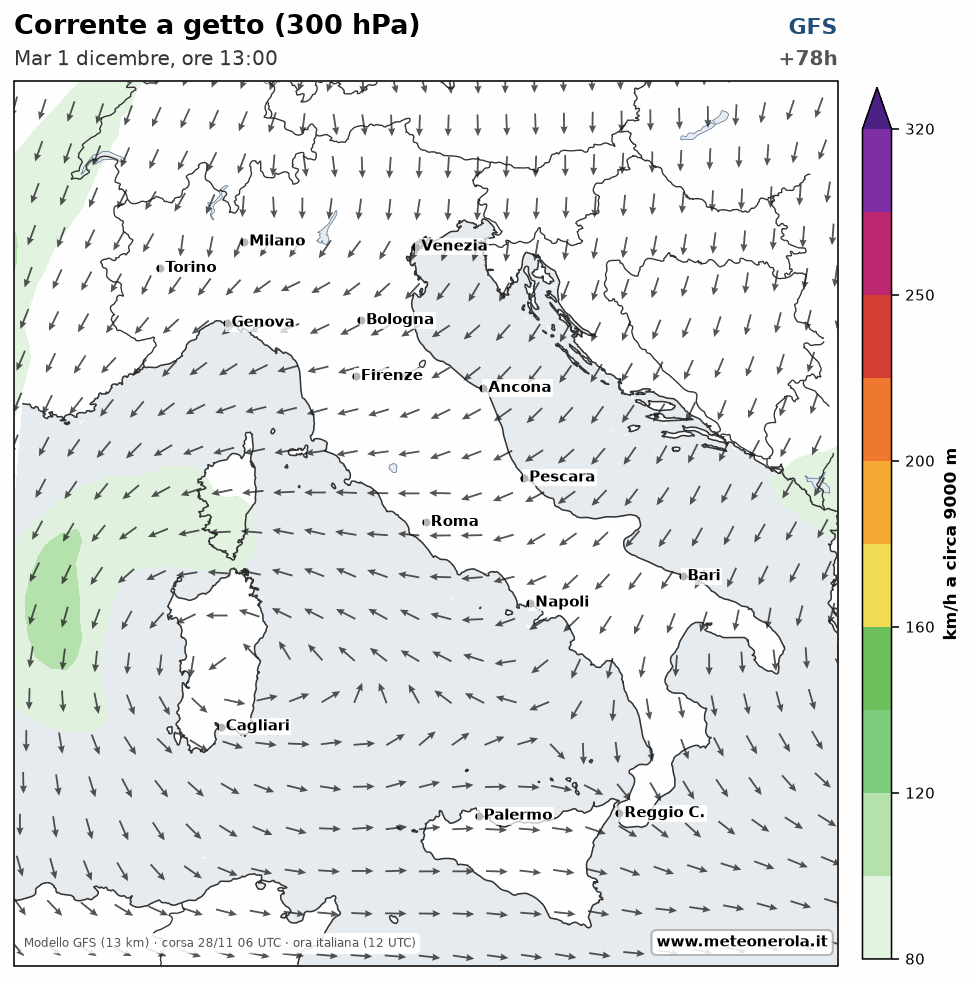 Corrente a getto (300 hPa)
GFS
Mar 1 dicembre, ore 13:00
+78h
320
Milano
Venezia
Torino
250
Genova
Bologna
Firenze
Ancona
200
Pescara
km/h a circa 9000 m
Roma
Bari
Napoli
160
Cagliari
120
Palermo
Reggio C.
Modello GFS (13 km) · corsa 28/11 06 UTC · ora italiana (12 UTC)
www.meteonerola.it
80